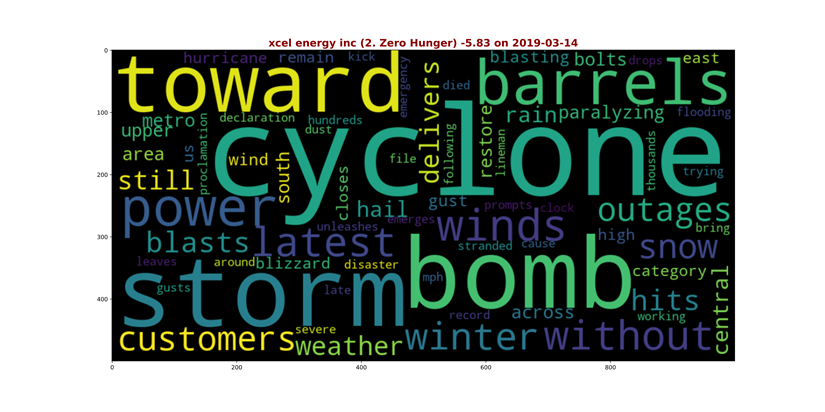 xcel energy inc (2. Zero Hunger) -5.83 on 2019-03-14
hurricane remain kick emergency blasting bolts drops east
toward died barrels
0
100
metro declaration hundreds delivers restore rain paralyzing flooding
upper proclamation dust cyclone following lineman thousands
area us wind south file trying
200
still closes
power hail gust prompts clock outages
emerges bring
300
blasts latest unleashes winds stranded cause high snow
leaves around blizzard disaster category central
storm mph bomb
400
gusts late record across hits working
customers severe weather winter without
0 200 400 600 800